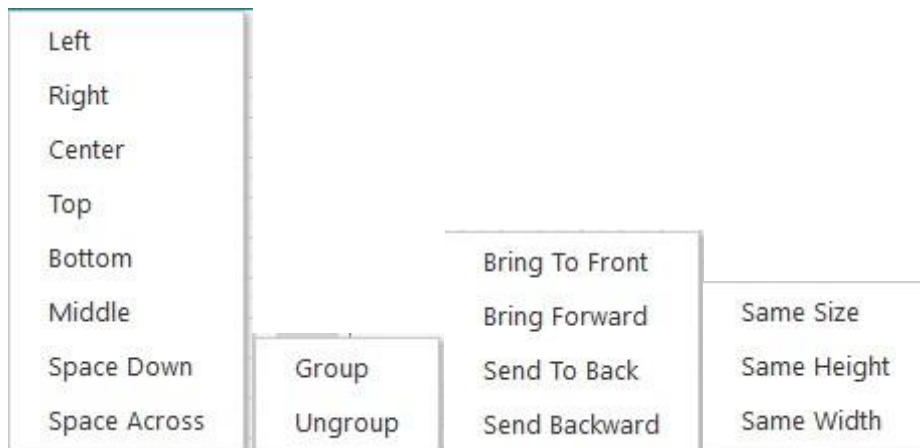 Left
Right
Center
Top
Bottom
Middle
Space Down
Space Across
Group
Ungroup
Bring To Front
Bring Forward
Send To Back
Send Backward
Same Size
Same Height
Same Width